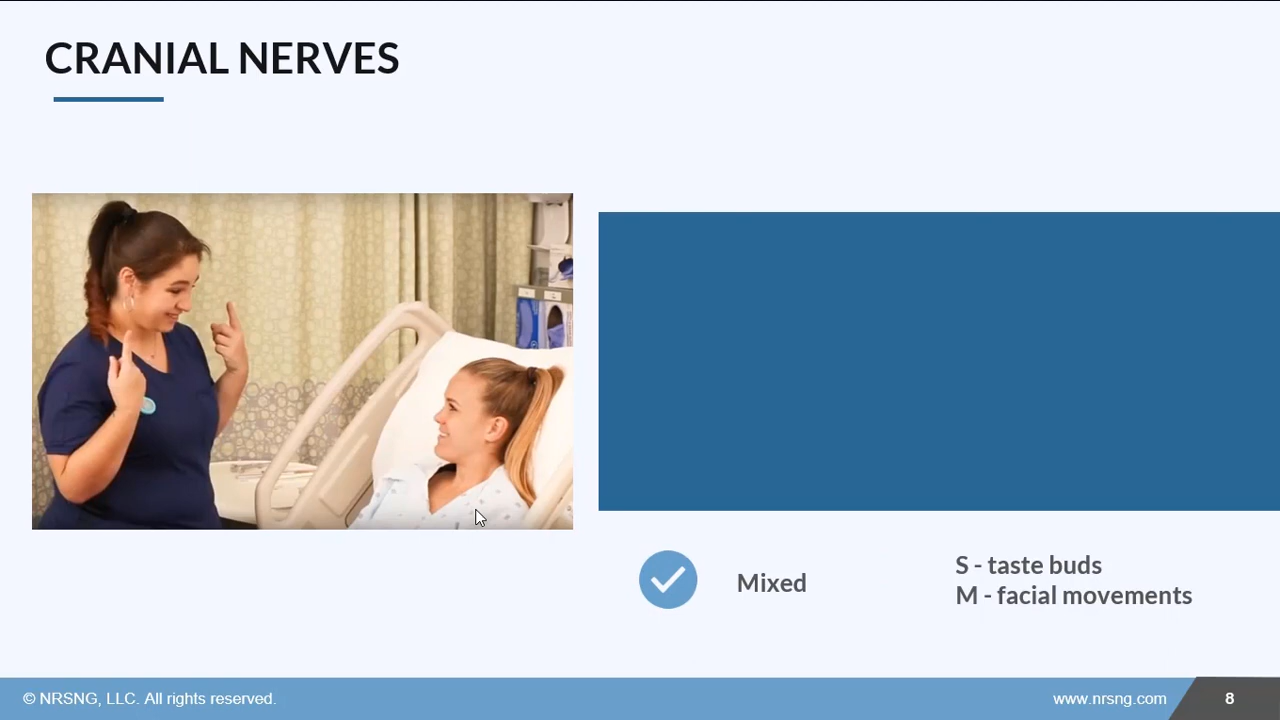 CRANIAL NERVES
Mixed
S - taste buds
M - facial movements
© NRSNG, LLC. All rights reserved.
www.nrsng.com
8